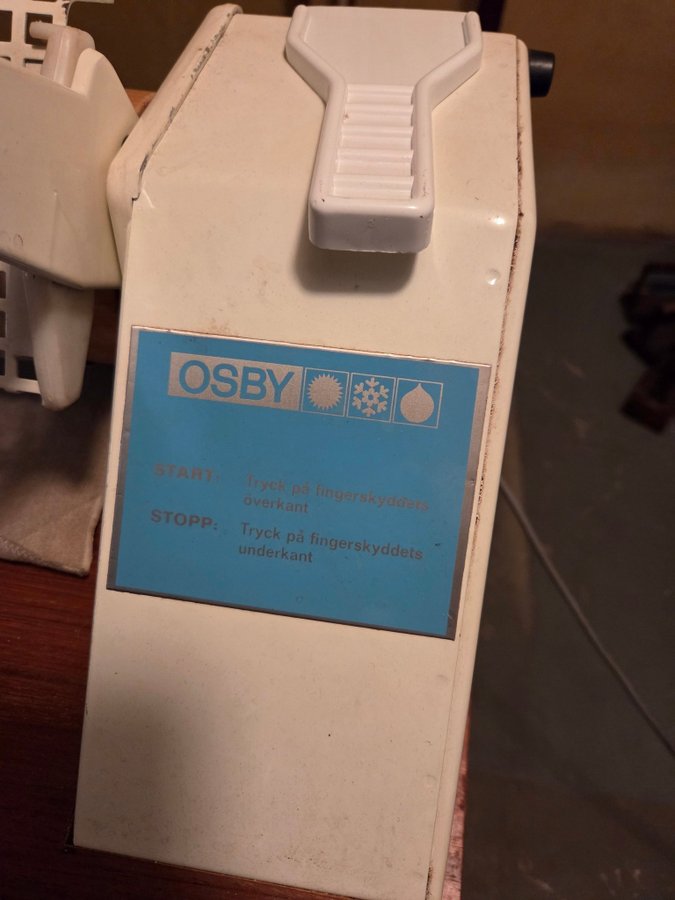 OSBY
START: Tryck på fingerskyddets
överkant
STOPP: Tryck på fingerskyddets
underkant